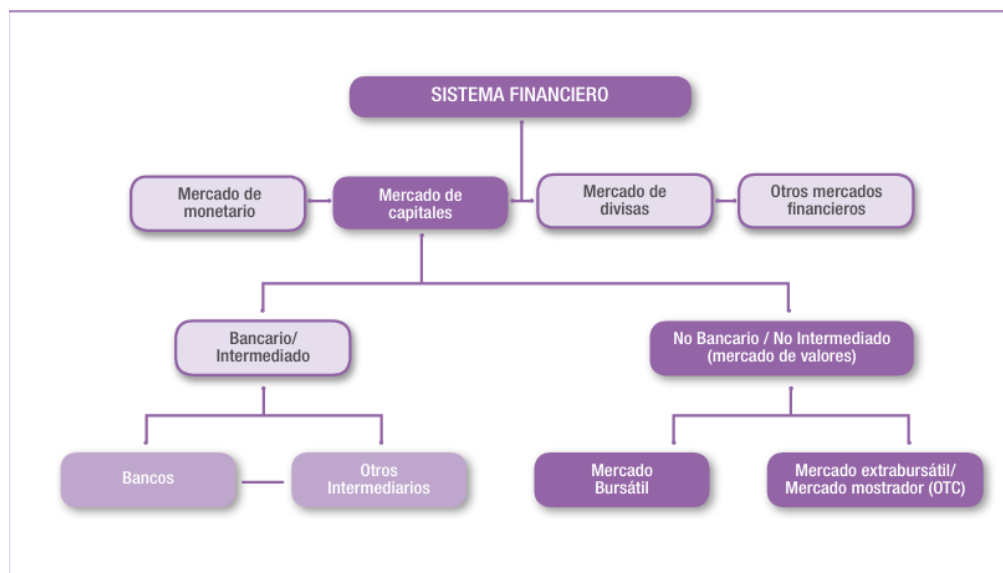 SISTEMA FINANCIERO
Mercado de
monetario
Mercado de
capitales
Mercado de
divisas
Otros mercados
financieros
Bancario/
Intermediado
No Bancario / No Intermediado
(mercado de valores)
Bancos
Otros
Intermediarios
Mercado
Bursátil
Mercado extrabursátil/
Mercado mostrador (OTC)